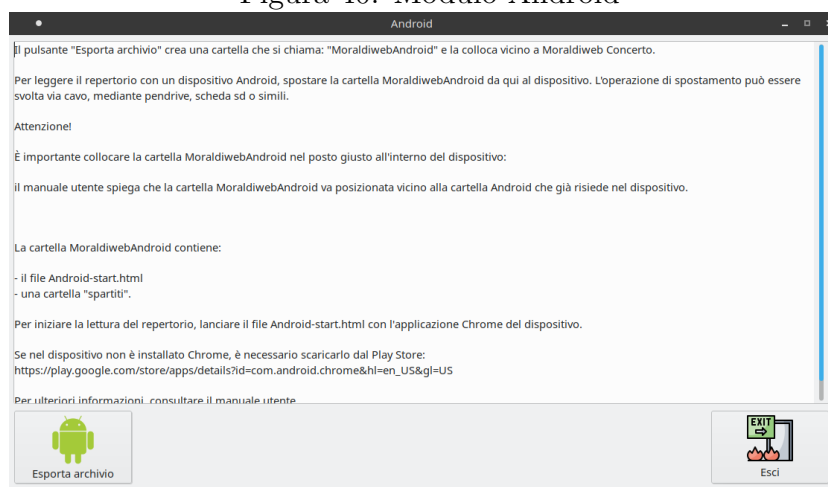 Android
Il pulsante "Esporta archivio" crea una cartella che si chiama: "MoraldiwebAndroid" e la colloca vicino a Moraldiweb Concerto.
Per leggere il repertorio con un dispositivo Android, spostare la cartella MoraldiwebAndroid da qui al dispositivo. L'operazione di spostamento può essere
svolta via cavo, mediante pendrive, scheda sd o simili.
Attenzione!
È importante collocare la cartella MoraldiwebAndroid nel posto giusto all'interno del dispositivo:
il manuale utente spiega che la cartella MoraldiwebAndroid va posizionata vicino alla cartella Android che già risiede nel dispositivo.
La cartella MoraldiwebAndroid contiene:
- il file Android-start.html
- una cartella "spartiti".
Per iniziare la lettura del repertorio, lanciare il file Android-start.html con l'applicazione Chrome del dispositivo.
Se nel dispositivo non è installato Chrome, è necessario scaricarlo dal Play Store:
https://play.google.com/store/apps/details?id=com.android.chrome&hl=en_US&gl=US
Per ulteriori informazioni, consultare il manuale utente
EXIT
Esporta archivio
Esci